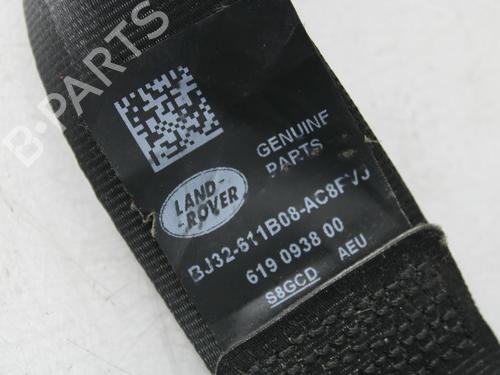 B-PARTS
GENUINE
PARTS
LAND-
ROVER
BJ32-611B08-AC8PVJ
619 0938 00
S8GCD AEU